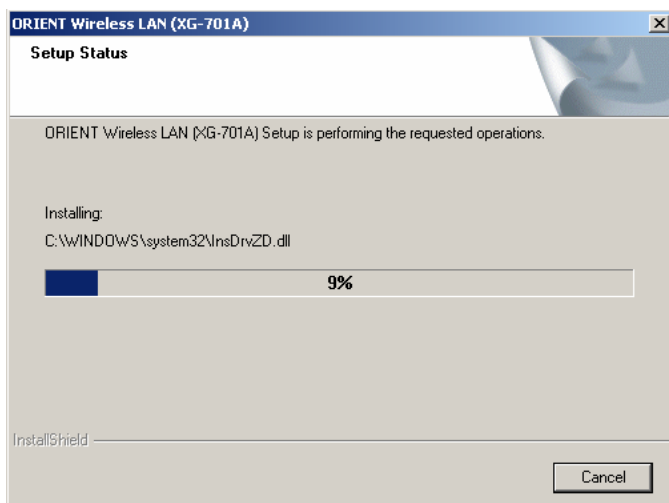 ORIENT Wireless LAN (XG-701A)
Setup Status
ORIENT Wireless LAN (XG-701A) Setup is performing the requested operations.
Installing:
C:\WINDOWS\system32\InsDrvZD.dll
9%
InstallShield
Cancel